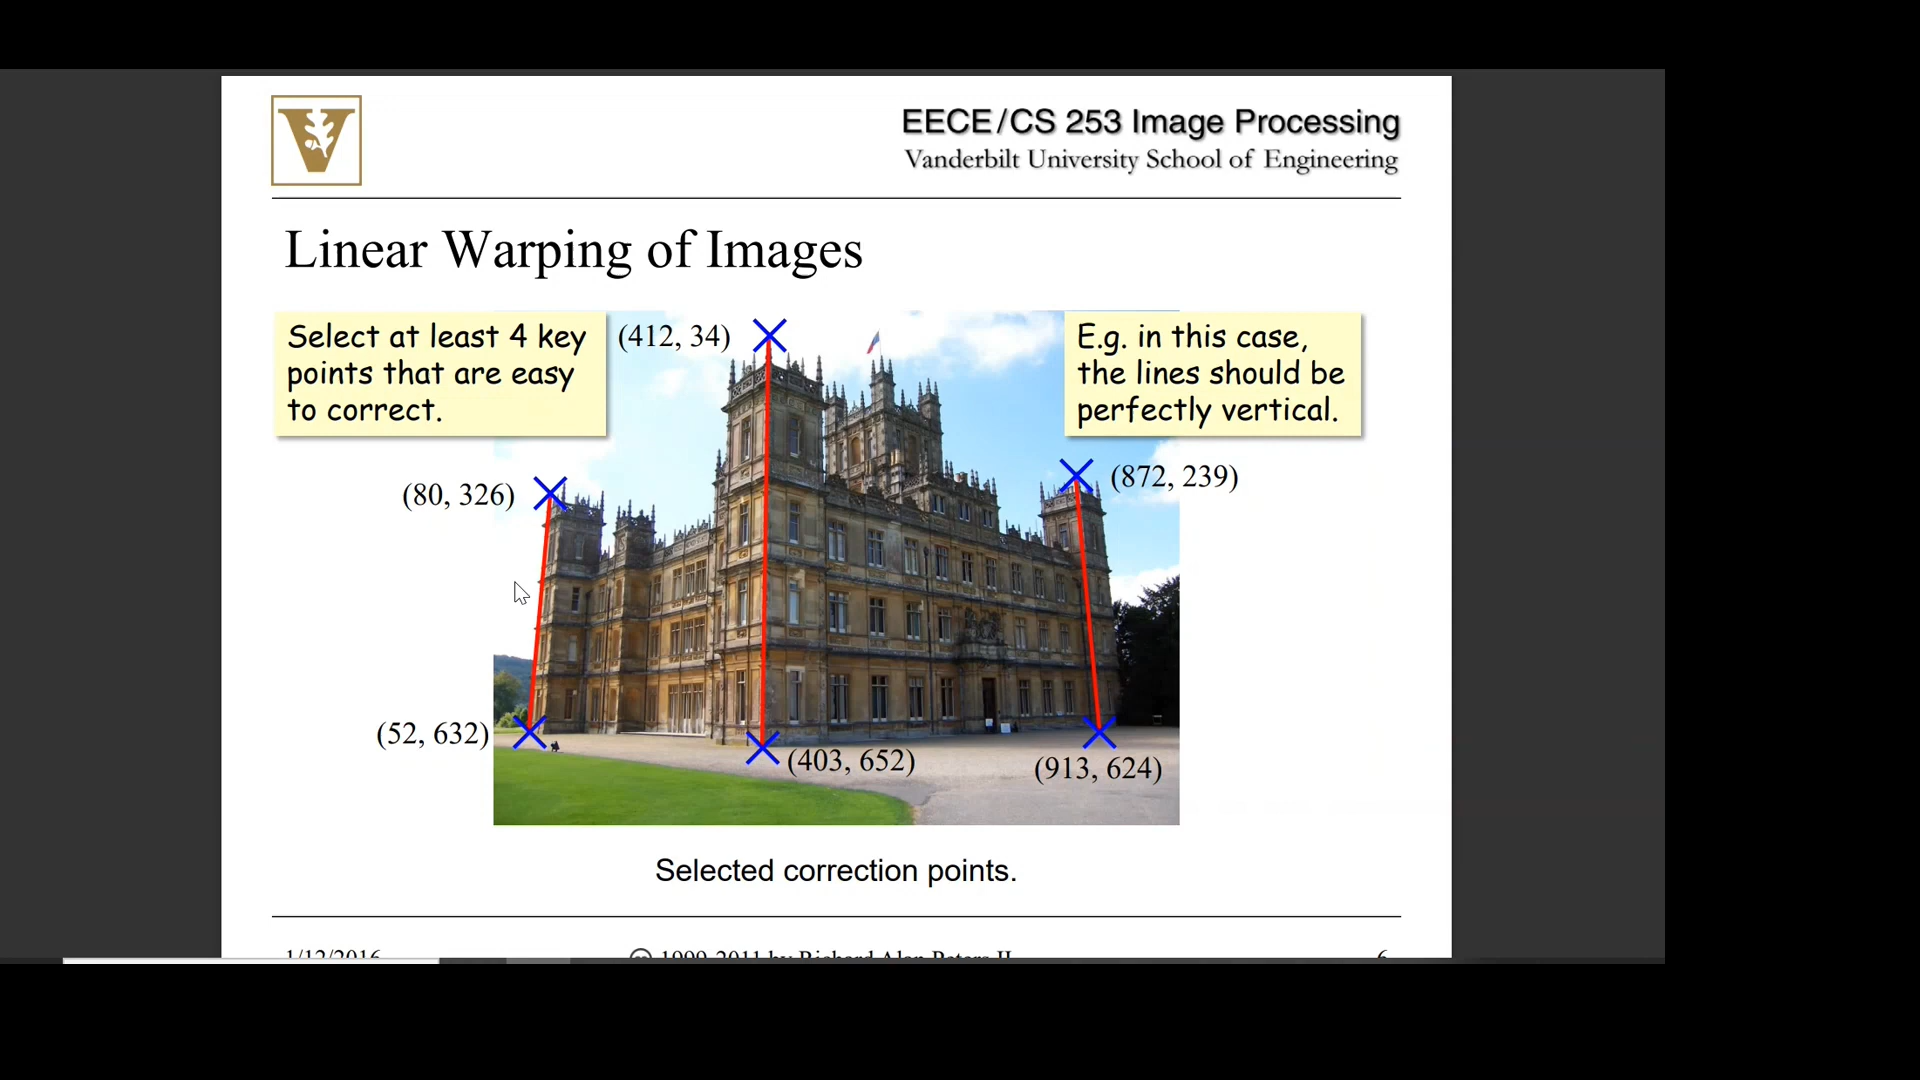 EECE/CS 253 Image Processing
Vanderbilt University School of Engineering
Linear Warping of Images
Select at least 4 key
points that are easy
to correct.
(412, 34)
E.g. in this case,
the lines should be
perfectly vertical.
(80, 326)
(872, 239)
(52, 632)
(403, 652)
(913, 624)
Selected correction points.
1/12/2016
1999-2011 by Richard Alan Peters II
6